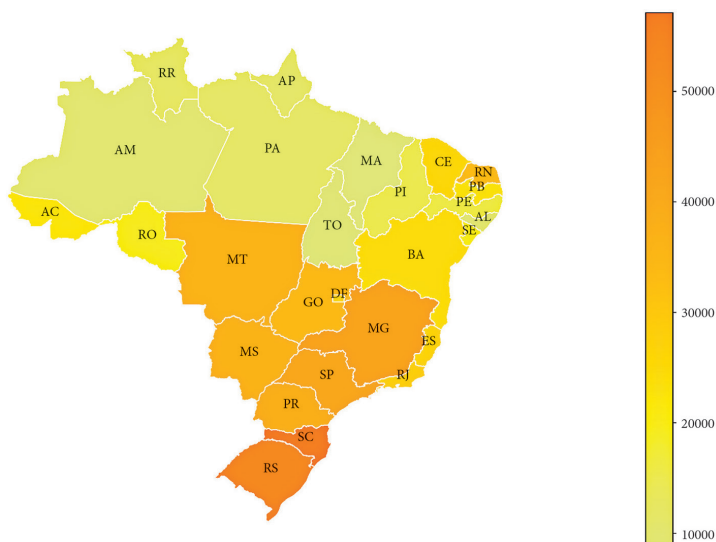 RR
AP
AM
PA
MA
CE
RN
PB
PI
PE
AL
SE
AC
RO
TO
BA
MT
DF
GO
MG
ES
MS
SP
RJ
PR
SC
RS
50000
40000
30000
20000
10000